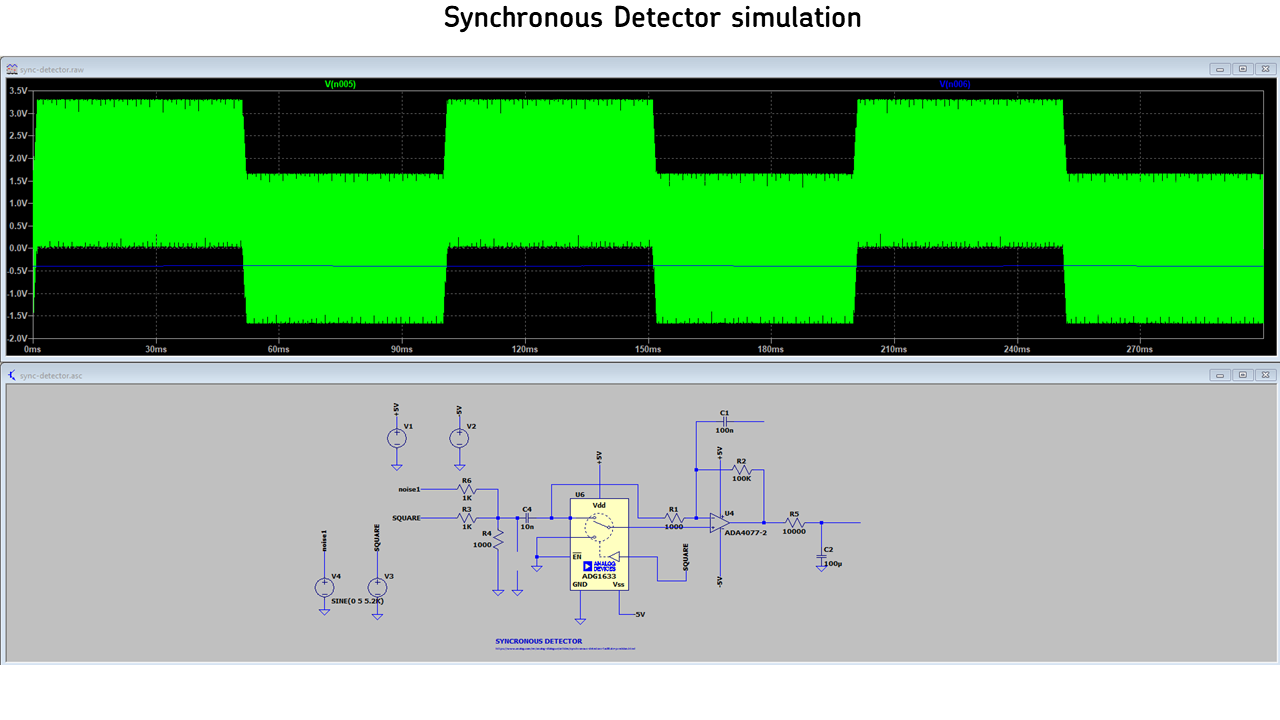 Synchronous Detector simulation
sync-detector.raw
V(n005)
V(n006)
3.5V
3.0V
2.5V
2.0V
1.5V
1.0V
0.5V
0.0V
-0.5V
-1.0V
-1.5V
-2.0V
0ms 30ms 60ms 90ms 120ms 150ms 180ms 210ms 240ms 270ms
sync-detector.asc
+5V
V1
-5V
V2
C1
100n
+5V
R2
100K
+5V
noise1
R6
1K
U6
Vdd
SQUARE
R3
1K
C4
10n
R1
1000
U4
ADA4077-2
R5
10000
R4
1000
noise1
SQUARE
EN
ANALOG
DEVICES
ADG1633
GND
Vss
SQUARE
-5V
C2
100µ
V4
SINE(0 5 5.2K)
V3
-5V
SYNCRONOUS DETECTOR